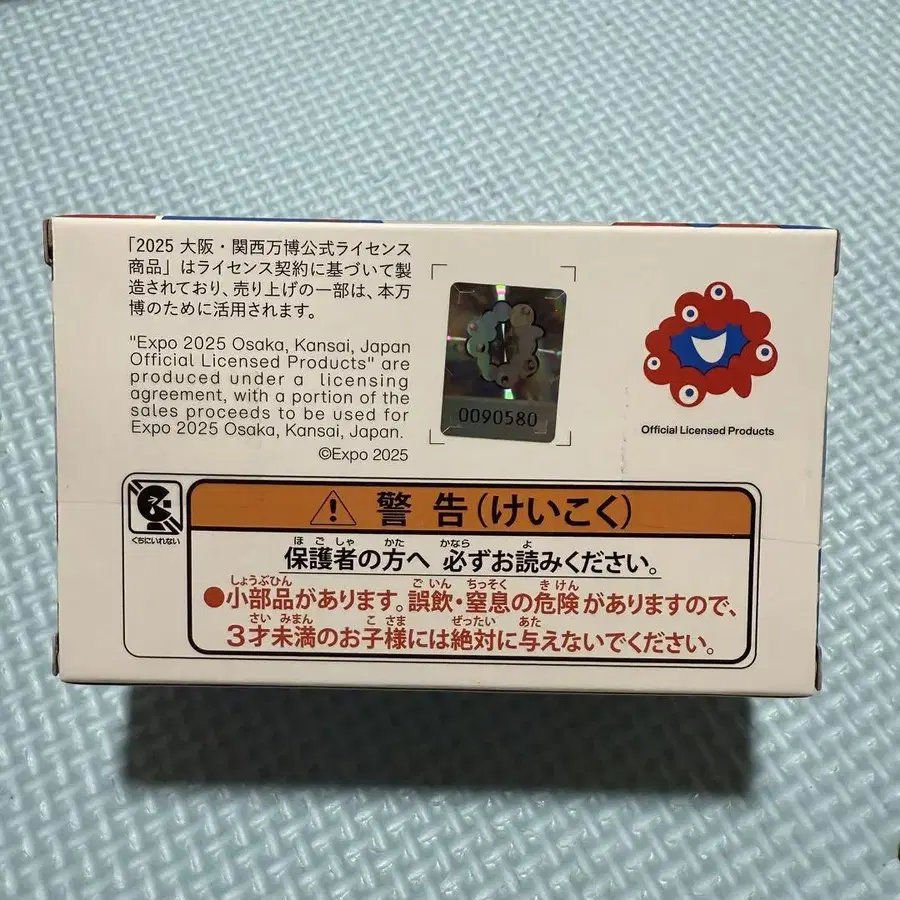 「2025 大阪・関西万博公式ライセンス
商品」はライセンス契約に基づいて製
造されており、売り上げの一部は、本万
博のために活用されます。
"Expo 2025 Osaka, Kansai, Japan
Official Licensed Products" are
produced under a licensing
agreement, with a portion of the
sales proceeds to be used for
Expo 2025 Osaka, Kansai, Japan.
©Expo 2025
0090580
Official Licensed Products
くちにいれない
警告(けいこく)
ほごしゃ かた かなら よ
保護者の方へ 必ずお読みください。
しょうぶひん ごいん ちっそく きけん
●小部品があります。誤飲・窒息の危険がありますので、
さいみまん こさま ぜったい あた
3才未満のお子様には絶対に与えないでください。